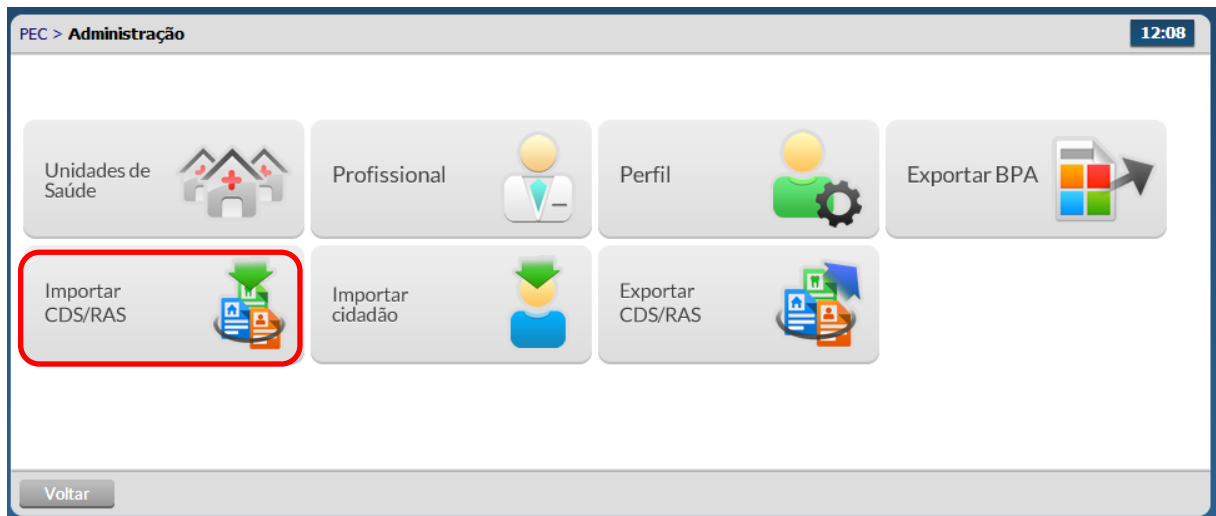 PEC > Administração
12:08
Unidades de
Saúde
Profissional
Perfil
Exportar BPA
Importar
CDS/RAS
Importar
cidadão
Exportar
CDS/RAS
Voltar